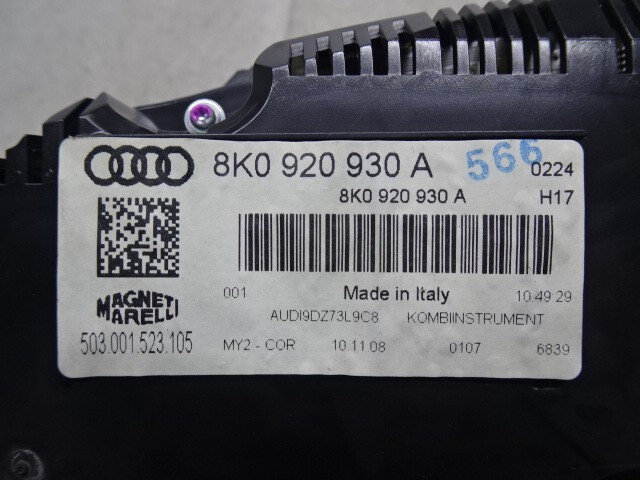 8K0 920 930 A 566 0224
8K0 920 930 A H17
001 Made in Italy 10:49:29
MAGNETI
MARELLI
AUDI9DZ73L9C8 KOMBIINSTRUMENT
503.001.523.105 MY2 - COR 10.11.08 0107 6839